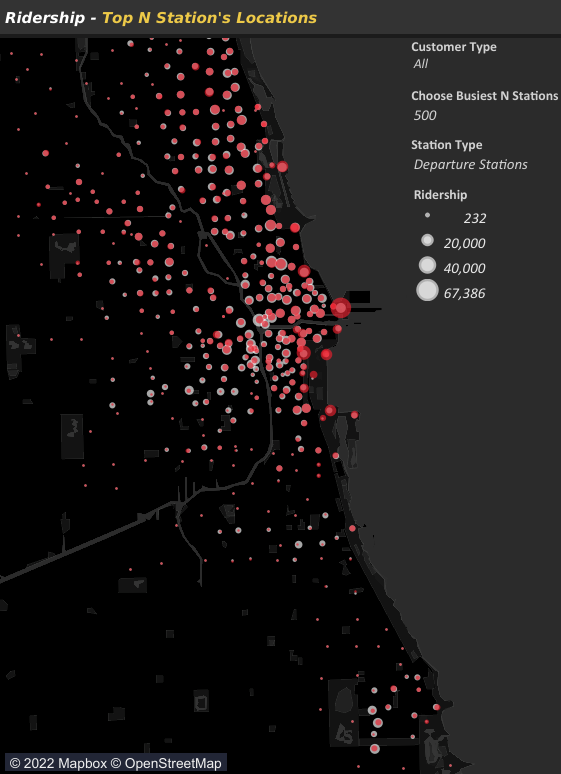 Ridership - Top N Station's Locations
Customer Type
All
Choose Busiest N Stations
500
Station Type
Departure Stations
Ridership
232
20,000
40,000
67,386
© 2022 Mapbox © OpenStreetMap